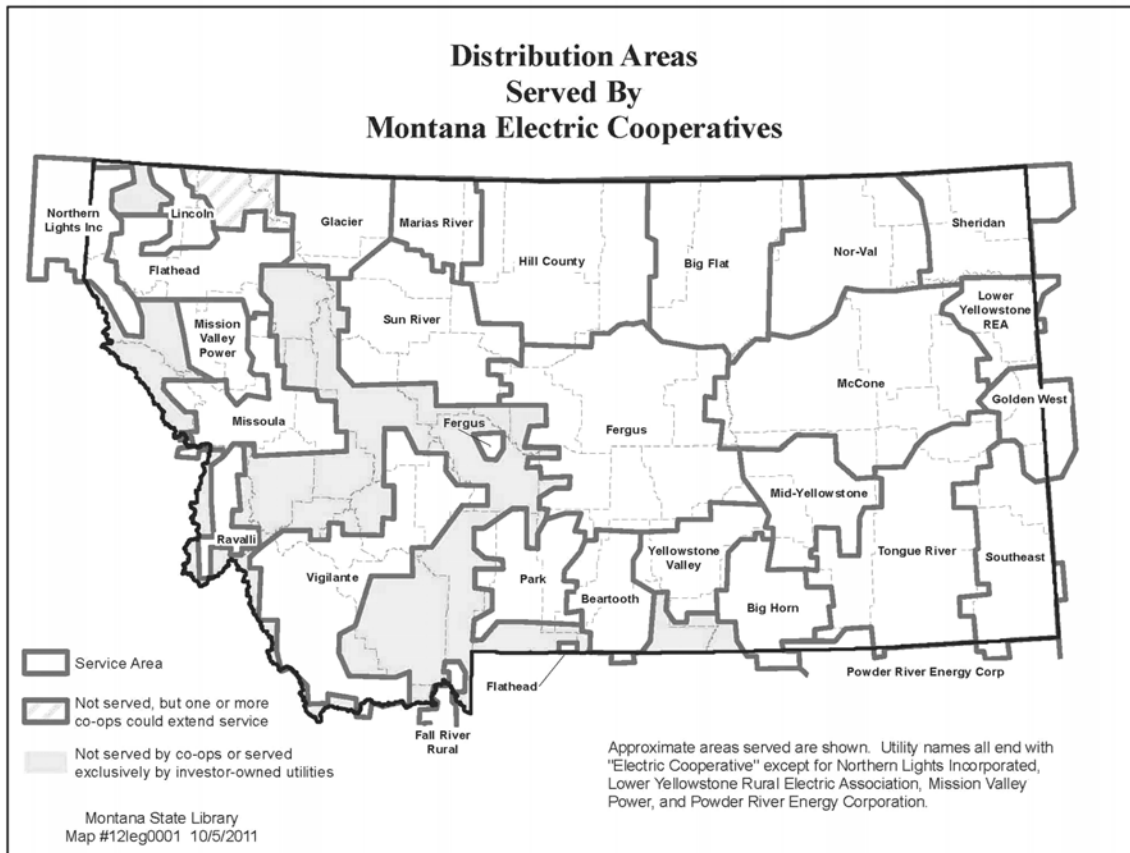 Distribution Areas
Served By
Montana Electric Cooperatives
Northern
Lights Inc
Lincoln
Flathead
Glacier
Marias River
Hill County
Big Flat
Nor-Val
Sheridan
Lower
Yellowstone
REA
Mission
Valley
Power
Sun River
McCone
Golden West
Missoula
Fergus
Fergus
Mid-Yellowstone
Ravalli
Vigilante
Park
Beartooth
Yellowstone
Valley
Big Horn
Tongue River
Southeast
Flathead
Powder River Energy Corp
Fall River
Rural
Service Area
Not served, but one or more
co-ops could extend service
Not served by co-ops or served
exclusively by investor-owned utilities
Approximate areas served are shown. Utility names all end with
"Electric Cooperative" except for Northern Lights Incorporated,
Lower Yellowstone Rural Electric Association, Mission Valley
Power, and Powder River Energy Corporation.
Montana State Library
Map #12leg0001 10/5/2011